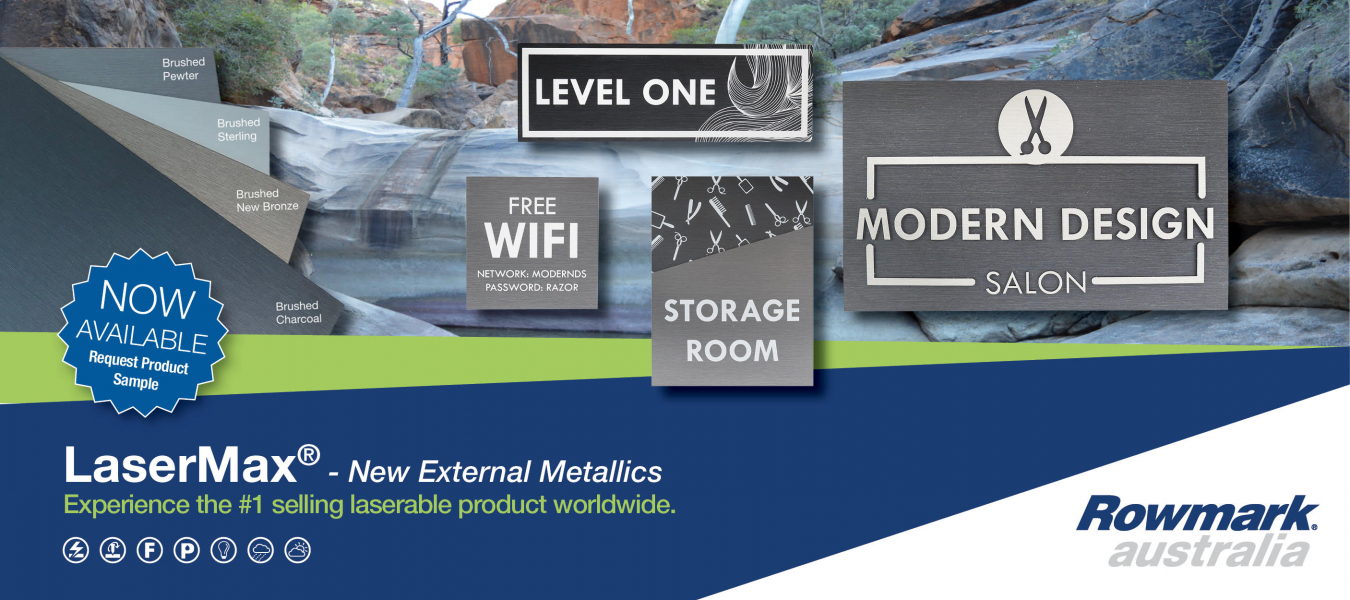 Brushed
Pewter
Brushed
Sterling
Brushed
New Bronze
Brushed
Charcoal
LEVEL ONE
FREE
WIFI
NETWORK: MODERNDS
PASSWORD: RAZOR
STORAGE
ROOM
MODERN DESIGN
SALON
NOW
AVAILABLE
Request Product
Sample
LaserMax® - New External Metallics
Experience the #1 selling laserable product worldwide.
F
P
Rowmark®
australia